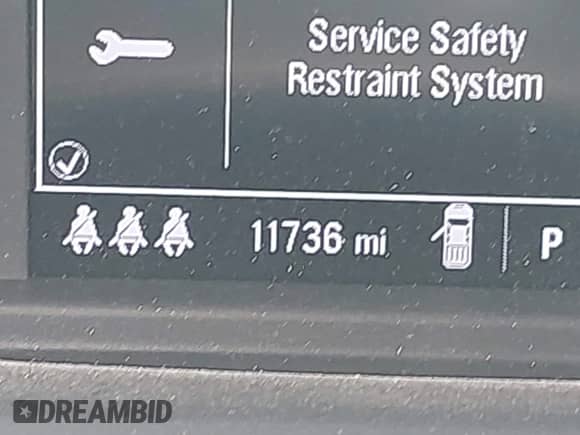 Service Safety
Restraint System
11736 mi
P
DREAMBID